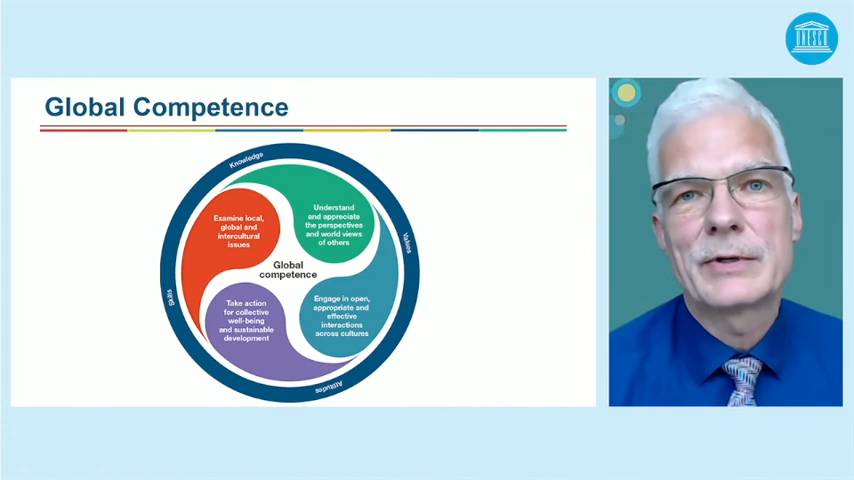 UNESCO
Global Competence
Knowledge
Understand
and appreciate
the perspectives
and world views
of others
Examine local,
global and
intercultural
issues
Values
Global
competence
Skills
Take action
for collective
well-being
and sustainable
development
Engage in open,
appropriate and
effective
interactions
across cultures
Attitudes